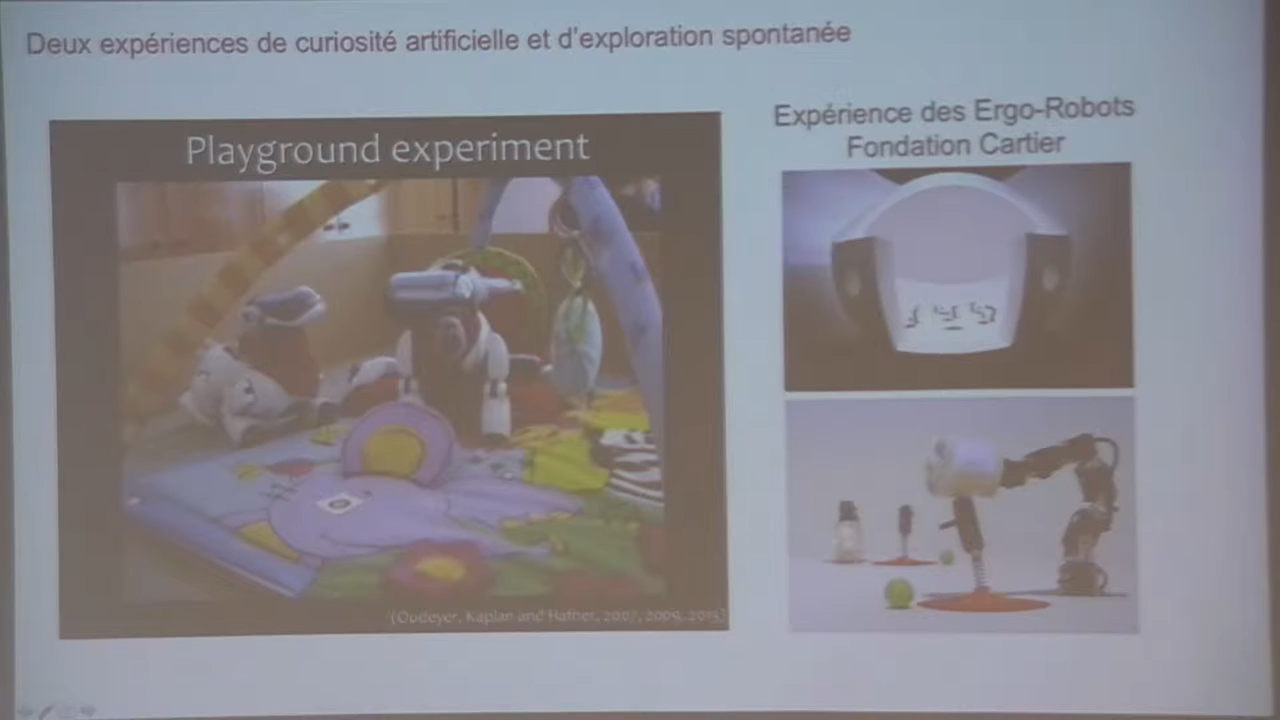 Deux expériences de curiosité artificielle et d'exploration spontanée
Playground experiment
(Oudeyer, Kaplan and Hafner, 2007, 2009,
Expérience des Ergo-Robots
Fondation Cartier